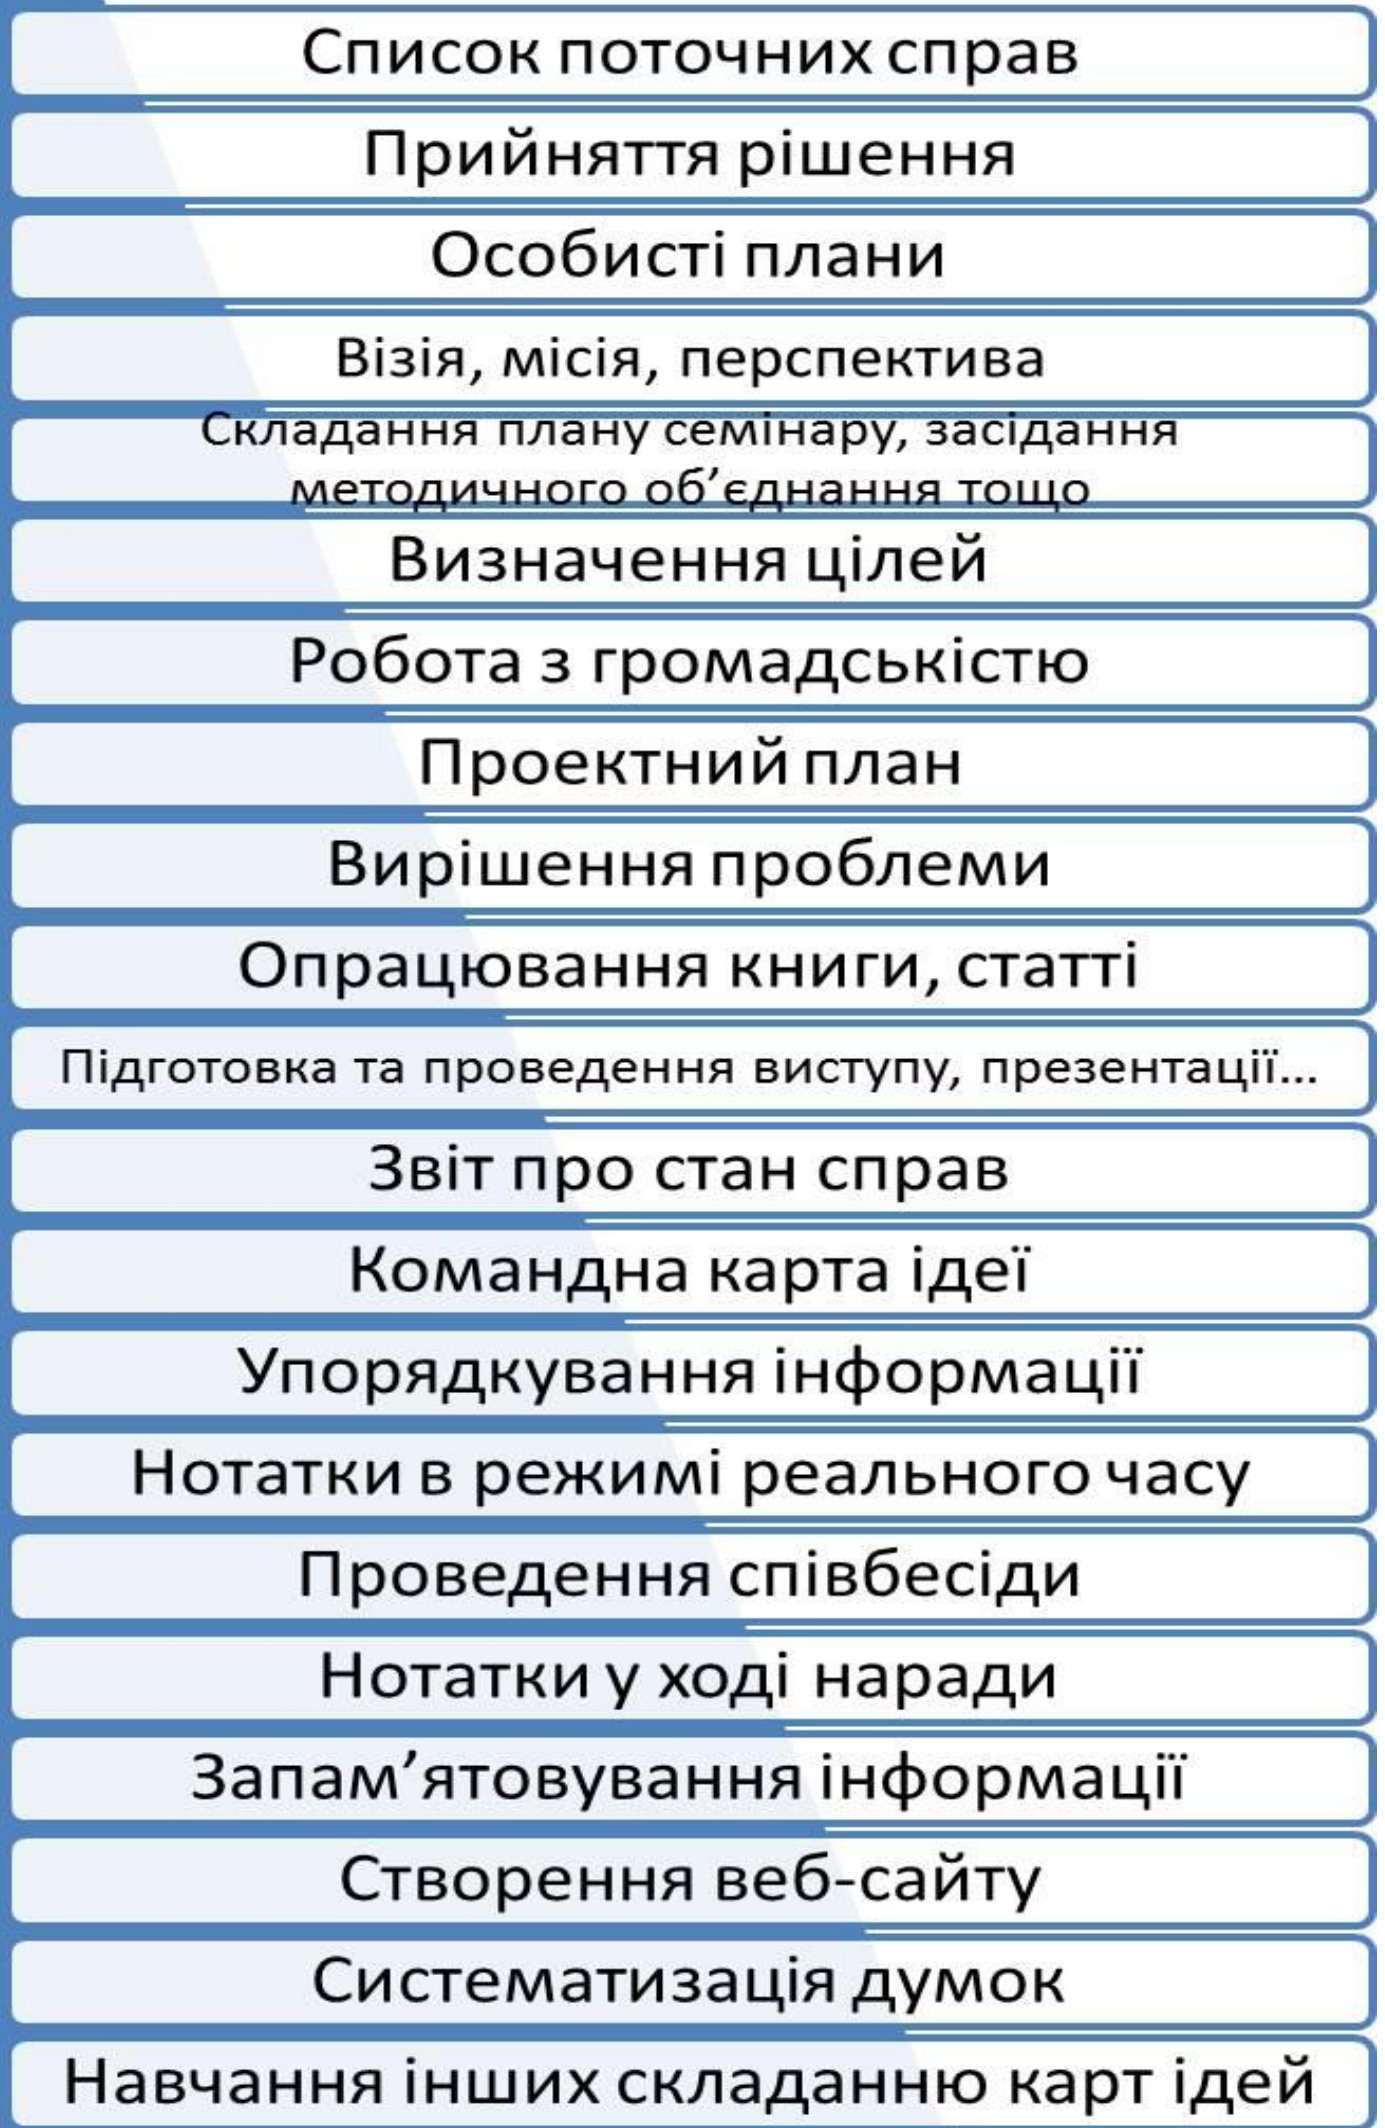 Список поточних справ
Прийняття рішення
Особисті плани
Візія, місія, перспектива
Складання плану семінару, засідання
методичного об’єднання тощо
Визначення цілей
Робота з громадськістю
Проектний план
Вирішення проблеми
Опрацювання книги, статті
Підготовка та проведення виступу, презентації...
Звіт про стан справ
Командна карта ідеї
Упорядкування інформації
Нотатки в режимі реального часу
Проведення співбесіди
Нотатки у ході наради
Запам’ятовування інформації
Створення веб-сайту
Систематизація думок
Навчання інших складанню карт ідей